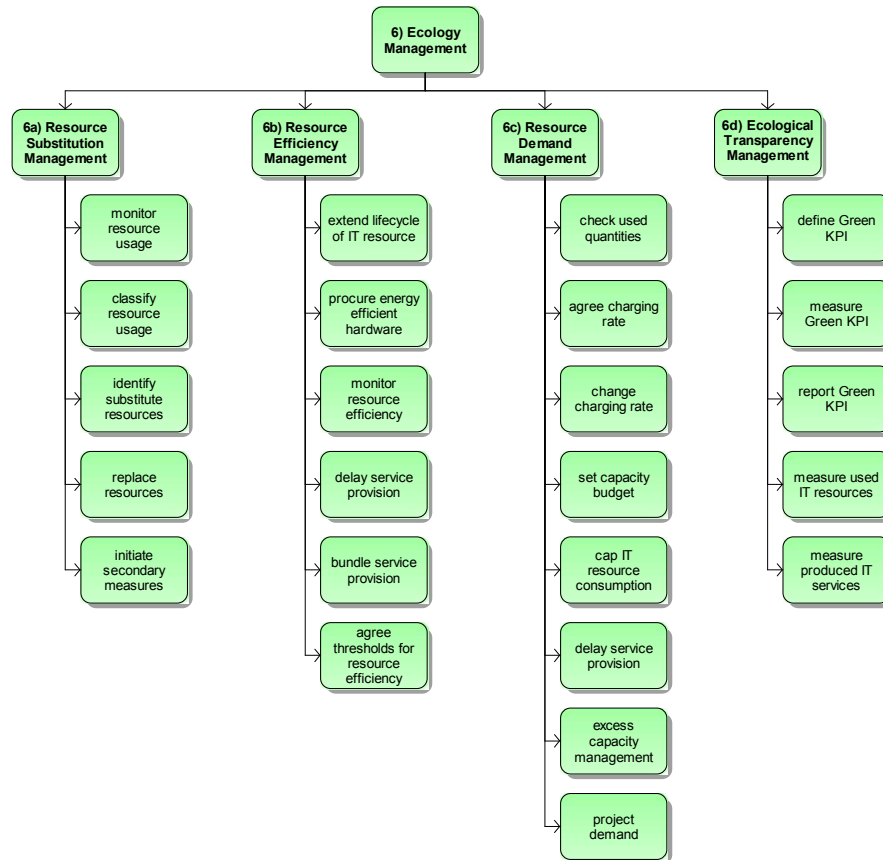 6) Ecology
Management
6a) Resource
Substitution
Management
monitor
resource
usage
classify
resource
usage
identify
substitute
resources
replace
resources
initiate
secondary
measures
6b) Resource
Efficiency
Management
extend lifecycle
of IT resource
procure energy
efficient
hardware
monitor
resource
efficiency
delay service
provision
bundle service
provision
agree
thresholds for
resource
efficiency
6c) Resource
Demand
Management
check used
quantities
agree charging
rate
change
charging rate
set capacity
budget
cap IT
resource
consumption
delay service
provision
excess
capacity
management
project
demand
6d) Ecological
Transparency
Management
define Green
KPI
measure
Green KPI
report Green
KPI
measure used
IT resources
measure
produced IT
services